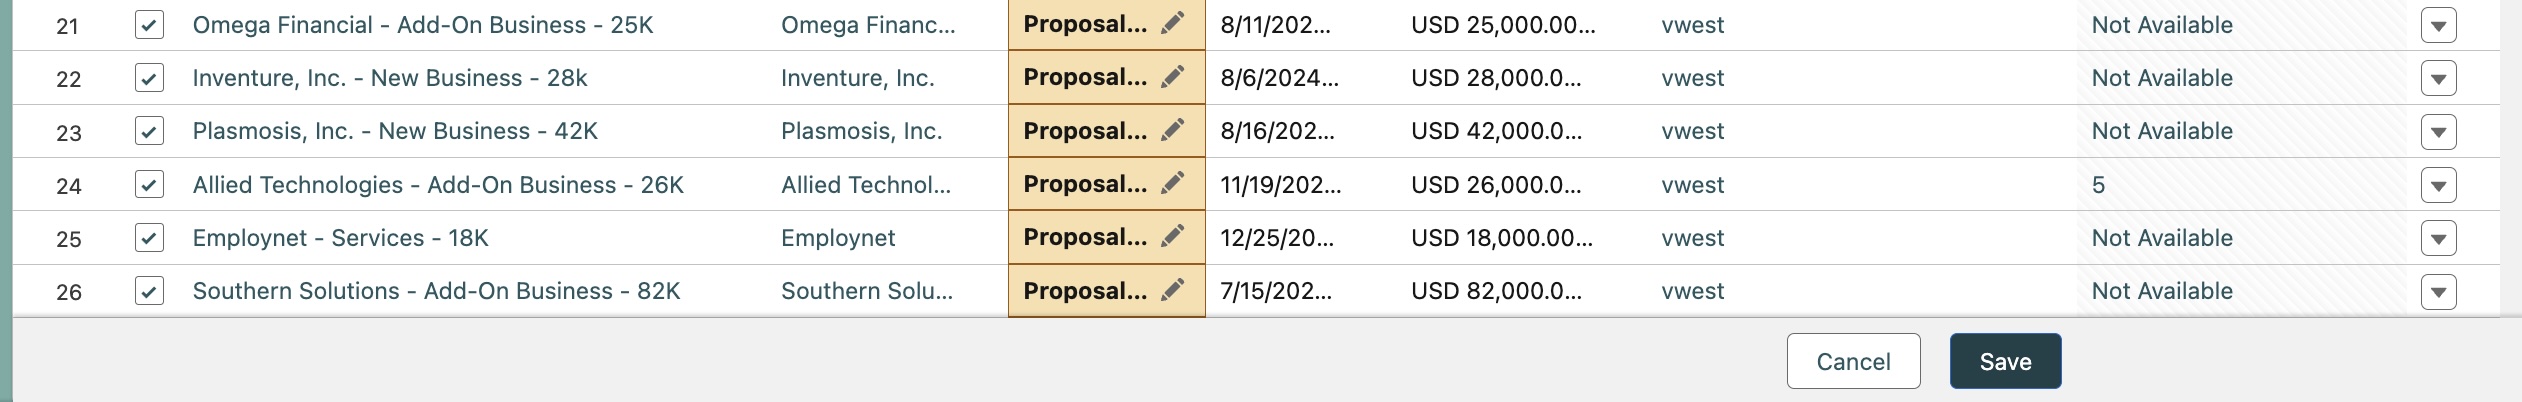 21 Omega Financial - Add-On Business - 25K Omega Financ... Proposal... 8/11/202... USD 25,000.00... vwest Not Available
22 Inventure, Inc. - New Business - 28k Inventure, Inc. Proposal... 8/6/2024... USD 28,000.0... vwest Not Available
23 Plasmosis, Inc. - New Business - 42K Plasmosis, Inc. Proposal... 8/16/202... USD 42,000.0... vwest Not Available
24 Allied Technologies - Add-On Business - 26K Allied Technol... Proposal... 11/19/202... USD 26,000.0... vwest 5
25 Employnet - Services - 18K Employnet Proposal... 12/25/20... USD 18,000.00... vwest Not Available
26 Southern Solutions - Add-On Business - 82K Southern Solu... Proposal... 7/15/202... USD 82,000.0... vwest Not Available
Cancel Save